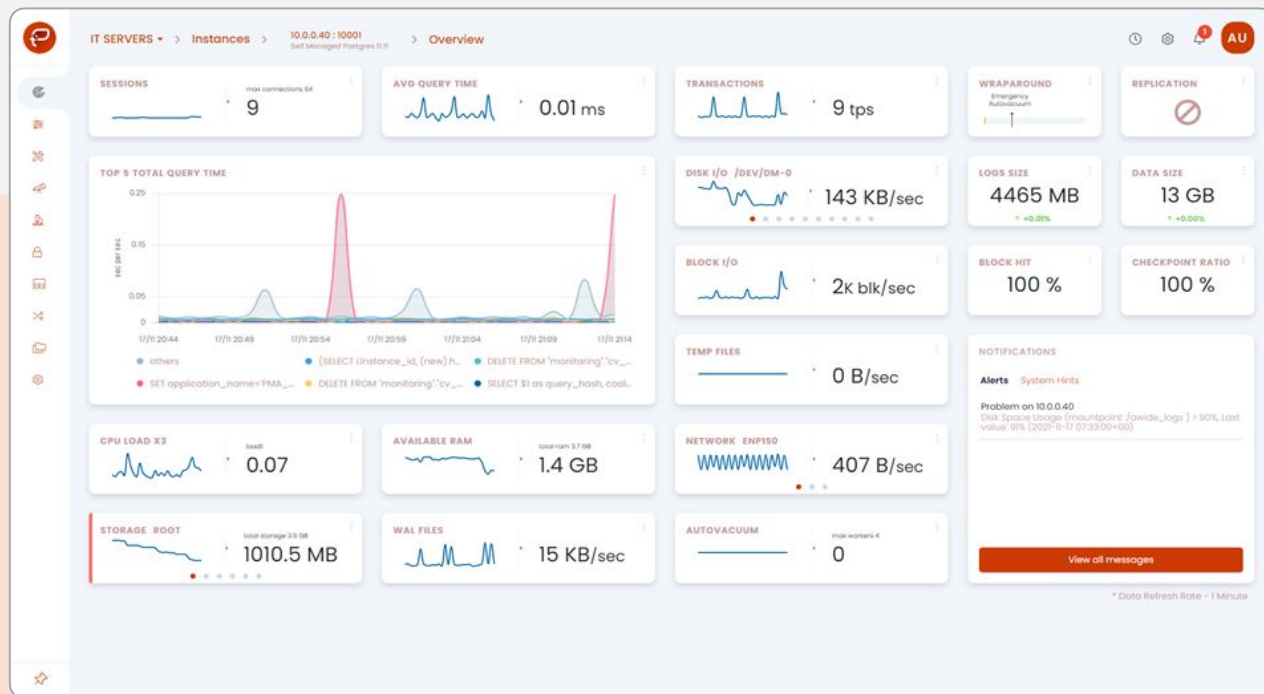 IT SERVERS > Instances > 10.0.0.40 : 10001 > Overview
Self Managed Postgres 11.11
1
AU
SESSIONS
max connections 64
9
AVG QUERY TIME
0.01 ms
TRANSACTIONS
9 tps
WRAPAROUND
Emergency
Autovacuum
REPLICATION
TOP 5 TOTAL QUERY TIME
0.25
0.15
0.05
0
sec per sec
17/11 20:44
17/11 20:49
17/11 20:54
17/11 20:59
17/11 21:04
17/11 21:09
17/11 21:14
others
(SELECT i.instance_id, (new).h...
DELETE FROM "monitoring"."cv_...
SET application_name='PMA_...
DELETE FROM "monitoring"."cv_...
SELECT $1 as query_hash, coal...
DISK I/O /DEV/DM-0
143 KB/sec
LOGS SIZE
4465 MB
+0.01%
DATA SIZE
13 GB
+0.00%
BLOCK I/O
2K blk/sec
BLOCK HIT
100 %
CHECKPOINT RATIO
100 %
TEMP FILES
0 B/sec
NOTIFICATIONS
Alerts System Hints
Problem on 10.0.0.40
Disk Space Usage (mountpoint: /awide_logs ) > 90%, Last
value: 91% (2021-11-17 07:33:00+00)
View all messages
CPU LOAD X3
load1
0.07
AVAILABLE RAM
total ram 3.7 GB
1.4 GB
NETWORK ENP1S0
407 B/sec
STORAGE ROOT
total storage 3.9 GB
1010.5 MB
WAL FILES
15 KB/sec
AUTOVACUUM
max workers 4
0
* Data Refresh Rate - 1 Minute